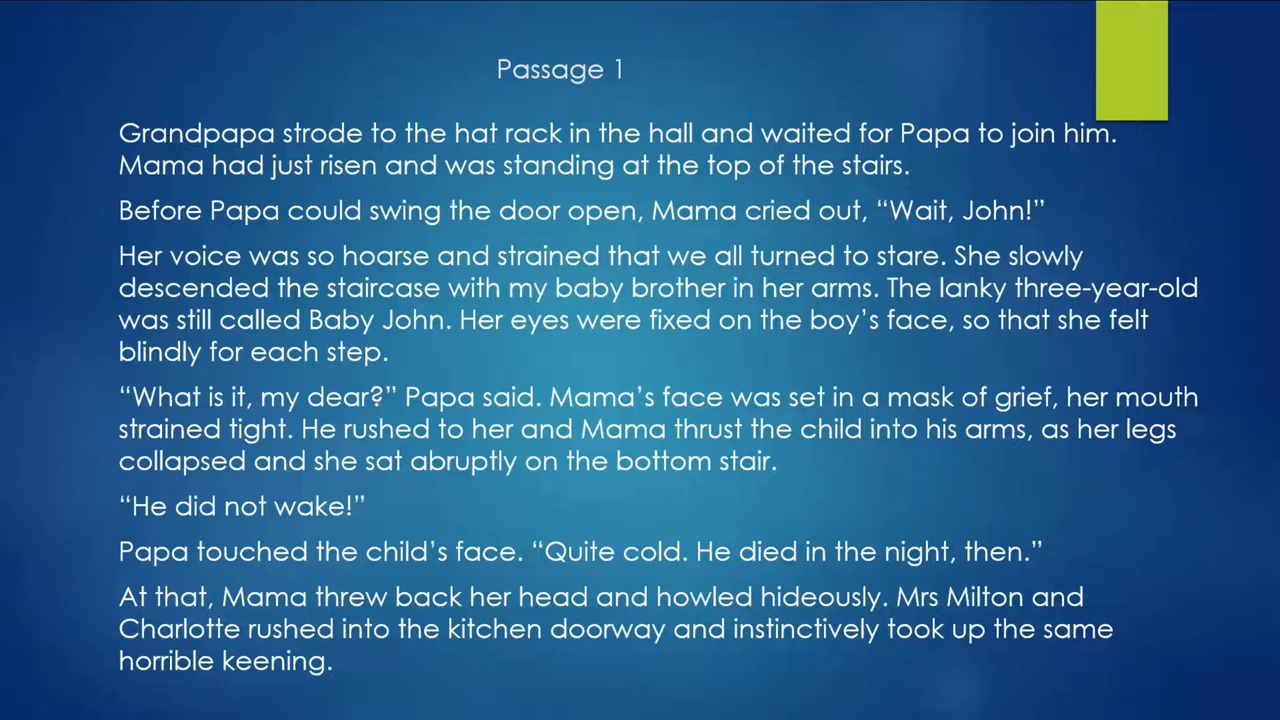 Passage 1
Grandpapa strode to the hat rack in the hall and waited for Papa to join him.
Mama had just risen and was standing at the top of the stairs.
Before Papa could swing the door open, Mama cried out, “Wait, John!”
Her voice was so hoarse and strained that we all turned to stare. She slowly
descended the staircase with my baby brother in her arms. The lanky three-year-old
was still called Baby John. Her eyes were fixed on the boy’s face, so that she felt
blindly for each step.
“What is it, my dear?” Papa said. Mama’s face was set in a mask of grief, her mouth
strained tight. He rushed to her and Mama thrust the child into his arms, as her legs
collapsed and she sat abruptly on the bottom stair.
“He did not wake!”
Papa touched the child’s face. “Quite cold. He died in the night, then.”
At that, Mama threw back her head and howled hideously. Mrs Milton and
Charlotte rushed into the kitchen doorway and instinctively took up the same
horrible keening.